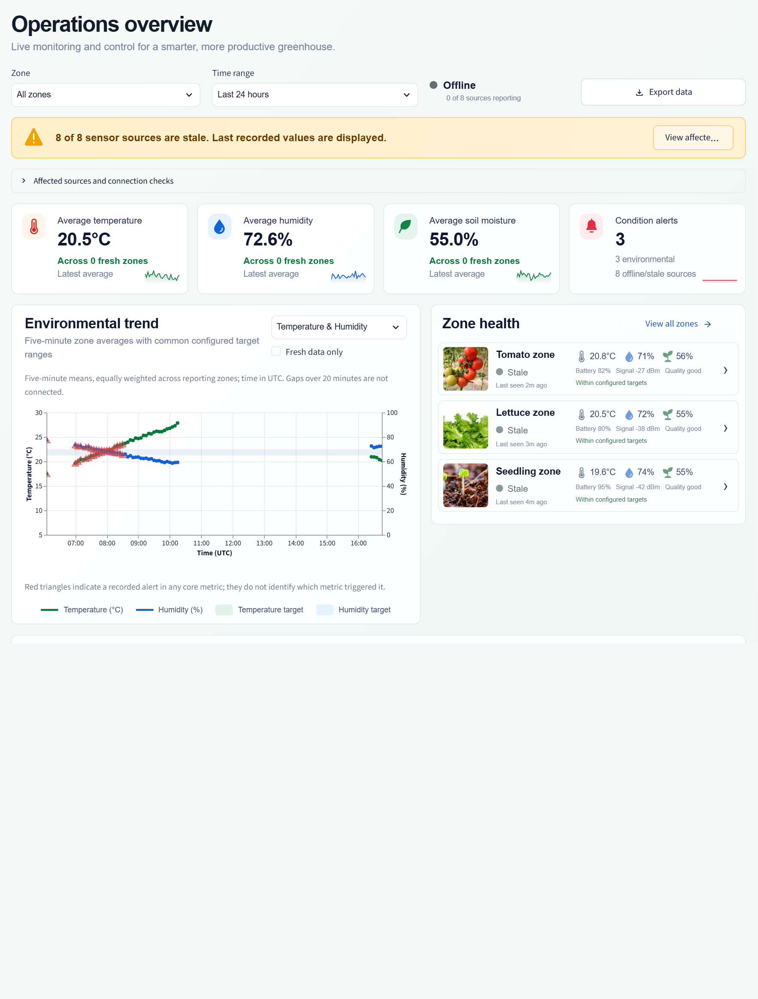 Operations overview
Live monitoring and control for a smarter, more productive greenhouse.
Zone
All zones
Time range
Last 24 hours
Offline
0 of 8 sources reporting
Export data
8 of 8 sensor sources are stale. Last recorded values are displayed.
View affecte...
Affected sources and connection checks
Average temperature
20.5°C
Across 0 fresh zones
Latest average
Average humidity
72.6%
Across 0 fresh zones
Latest average
Average soil moisture
55.0%
Across 0 fresh zones
Latest average
Condition alerts
3
3 environmental
8 offline/stale sources
Environmental trend
Five-minute zone averages with common configured target
ranges
Temperature & Humidity
Fresh data only
Five-minute means, equally weighted across reporting zones; time in UTC. Gaps over 20 minutes are not
connected.
Temperature (°C)
30
25
20
15
10
5
100
80
60
40
20
0
Humidity (%)
07:00 08:00 09:00 10:00 11:00 12:00 13:00 14:00 15:00 16:00
Time (UTC)
Red triangles indicate a recorded alert in any core metric; they do not identify which metric triggered it.
Temperature (°C) Humidity (%) Temperature target Humidity target
Zone health
View all zones →
Tomato zone
Stale
Last seen 2m ago
20.8°C 71% 56%
Battery 82% Signal -27 dBm Quality good
Within configured targets
Lettuce zone
Stale
Last seen 3m ago
20.5°C 72% 55%
Battery 80% Signal -38 dBm Quality good
Within configured targets
Seedling zone
Stale
Last seen 4m ago
19.6°C 74% 55%
Battery 95% Signal -42 dBm Quality good
Within configured targets